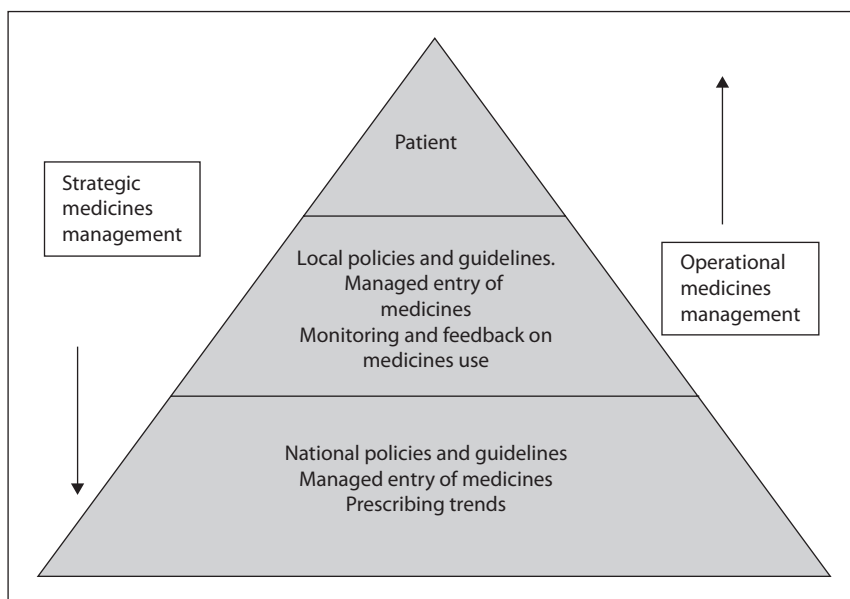 Patient
Strategic
medicines
management
Local policies and guidelines.
Managed entry of
medicines
Monitoring and feedback on
medicines use
Operational
medicines
management
National policies and guidelines
Managed entry of medicines
Prescribing trends